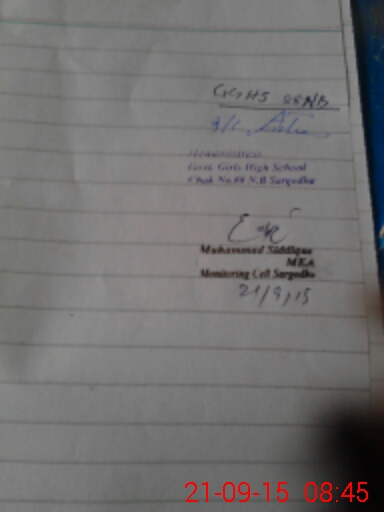 GGHS 88NB
Headmistress
Govt. Girls High School
Chak No.88 N.B Sargodha
Muhammad Siddique
MEA
Monitoring Cell Sargodha
21/9/15
21-09-15 08:45